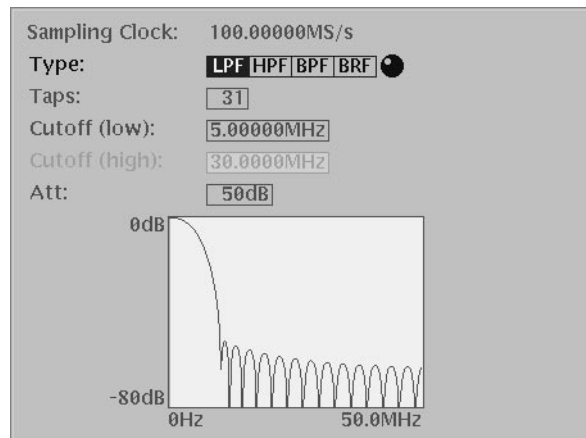 Sampling Clock: 100.00000MS/s
Type: LPF HPF BPF BRF
Taps: 31
Cutoff (low): 5.00000MHz
Cutoff (high): 30.0000MHz
Att: 50dB
0dB
-80dB
0Hz 50.0MHz